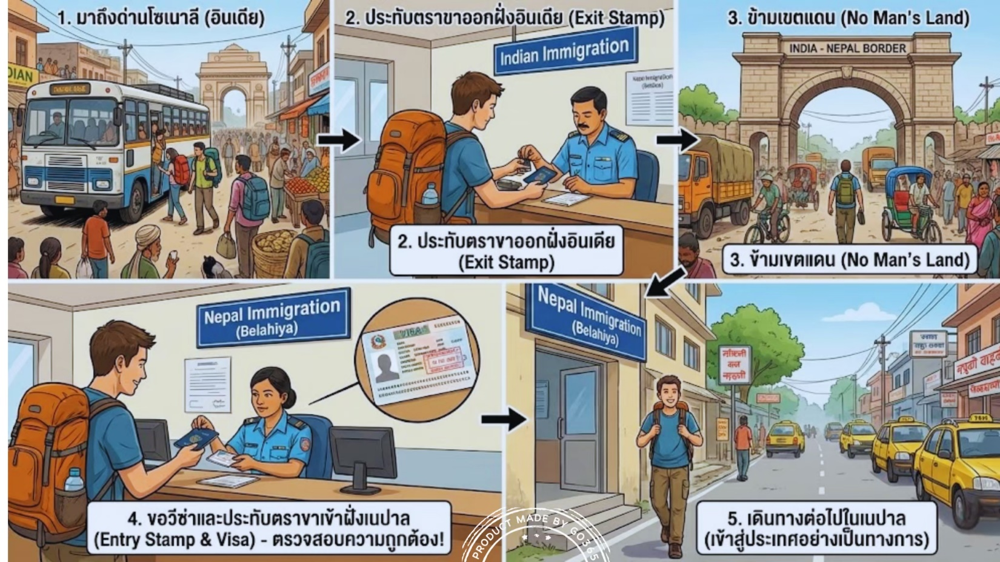 1. มาถึงด่านโซเนาลี (อินเดีย)
2. ประทับตราขาออกฝั่งอินเดีย (Exit Stamp)
3. ข้ามเขตแดน (No Man's Land)
DIAN
Indian Immigration
INDIA - NEPAL BORDER
2. ประทับตราขาออกฝั่งอินเดีย
(Exit Stamp)
3. ข้ามเขตแดน (No Man's Land)
Nepal Immigration
(Belahiya)
VISA
Nepal Immigration
(Belahiya)
4. ขอวีซ่าและประทับตราขาเข้าฝั่งเนปาล
(Entry Stamp & Visa) - ตรวจสอบความถูกต้อง!
5. เดินทางต่อไปในเนปาล
(เข้าสู่ประเทศอย่างเป็นทางการ)
PRODUCT MADE BY GO365